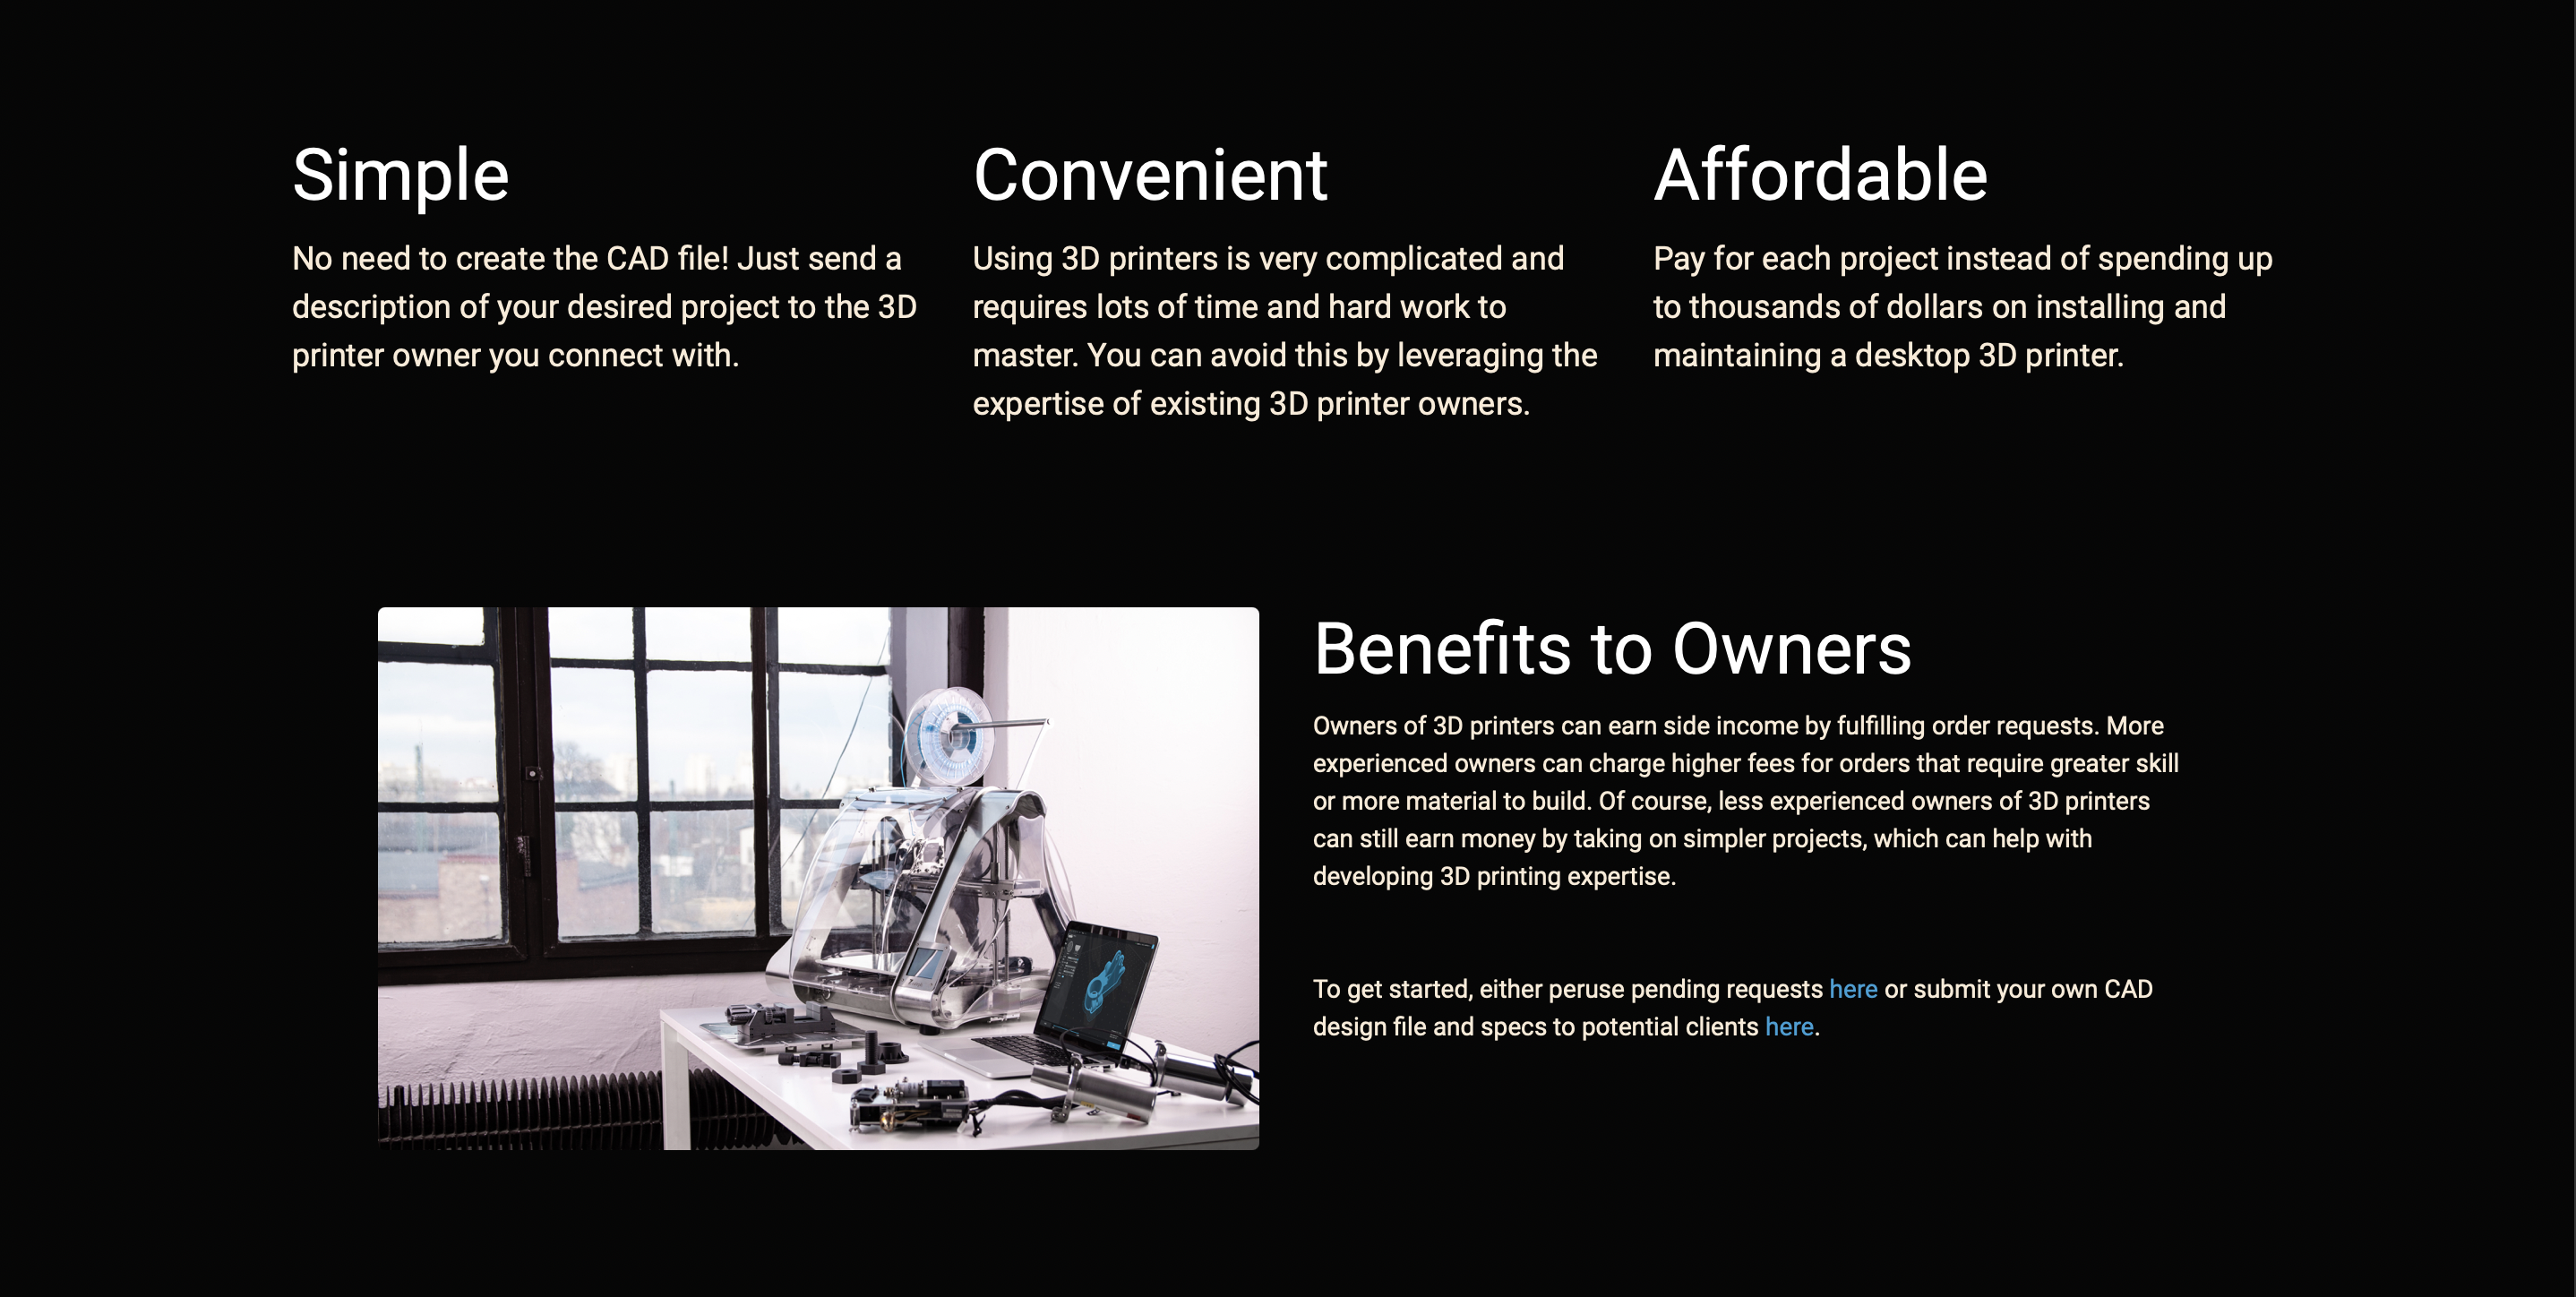 Simple
No need to create the CAD file! Just send a
description of your desired project to the 3D
printer owner you connect with.
Convenient
Using 3D printers is very complicated and
requires lots of time and hard work to
master. You can avoid this by leveraging the
expertise of existing 3D printer owners.
Affordable
Pay for each project instead of spending up
to thousands of dollars on installing and
maintaining a desktop 3D printer.
Benefits to Owners
Owners of 3D printers can earn side income by fulfilling order requests. More
experienced owners can charge higher fees for orders that require greater skill
or more material to build. Of course, less experienced owners of 3D printers
can still earn money by taking on simpler projects, which can help with
developing 3D printing expertise.
To get started, either peruse pending requests here or submit your own CAD
design file and specs to potential clients here.